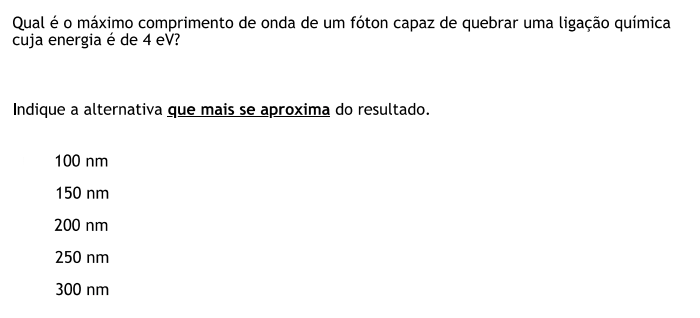 Qual é o máximo comprimento de onda de um fóton capaz de quebrar uma ligação química
cuja energia é de 4 eV?
Indique a alternativa que mais se aproxima do resultado.
100 nm
150 nm
200 nm
250 nm
300 nm